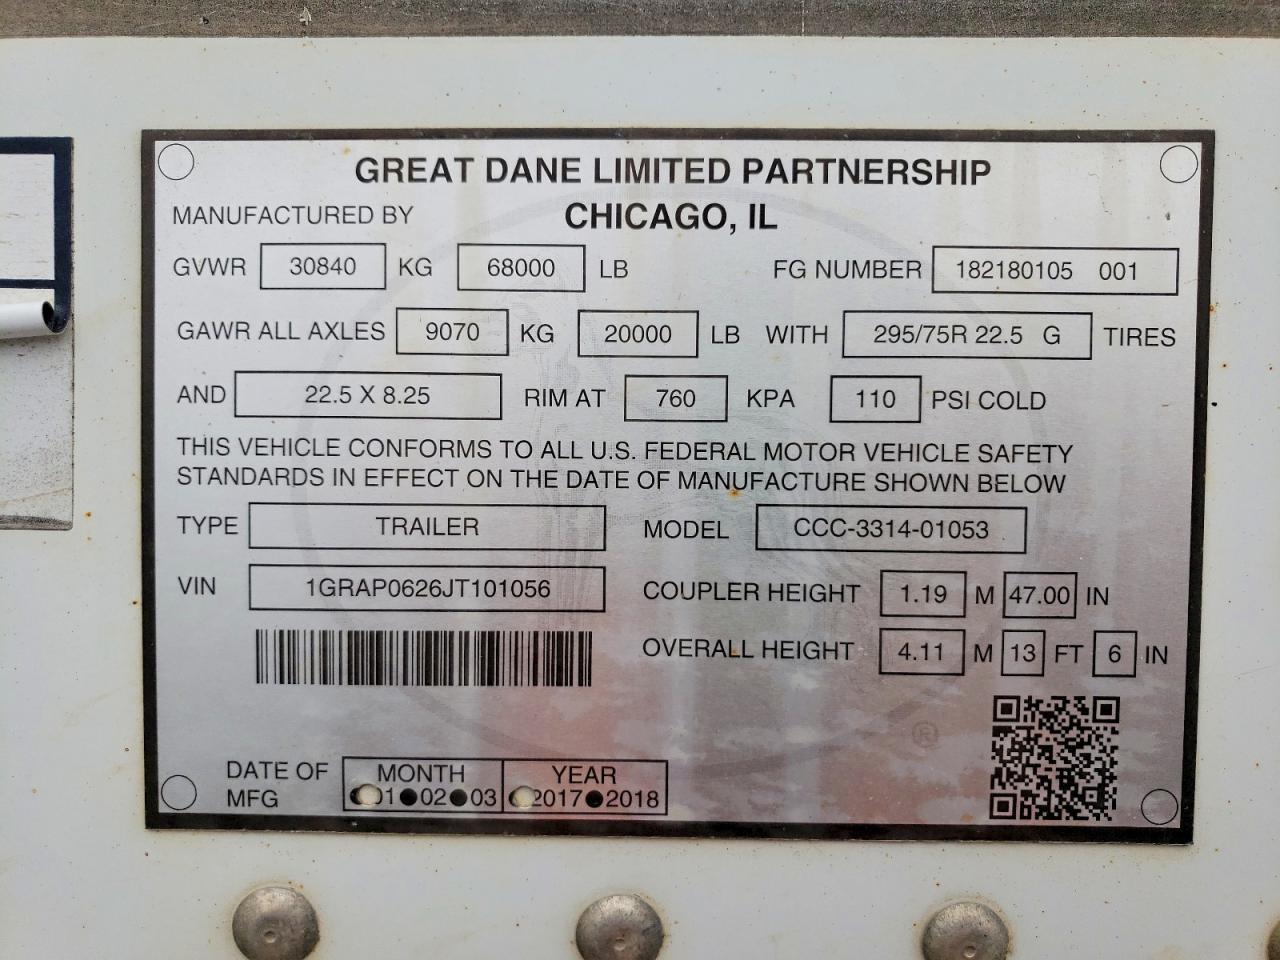 GREAT DANE LIMITED PARTNERSHIP
MANUFACTURED BY CHICAGO, IL
GVWR 30840 KG 68000 LB FG NUMBER 182180105 001
GAWR ALL AXLES 9070 KG 20000 LB WITH 295/75R 22.5 G TIRES
AND 22.5 X 8.25 RIM AT 760 KPA 110 PSI COLD
THIS VEHICLE CONFORMS TO ALL U.S. FEDERAL MOTOR VEHICLE SAFETY
STANDARDS IN EFFECT ON THE DATE OF MANUFACTURE SHOWN BELOW
TYPE TRAILER MODEL CCC-3314-01053
VIN 1GRAP0626JT101056 COUPLER HEIGHT 1.19 M 47.00 IN
OVERALL HEIGHT 4.11 M 13 FT 6 IN
®
DATE OF MONTH YEAR
MFG 01 02 03 2017 2018